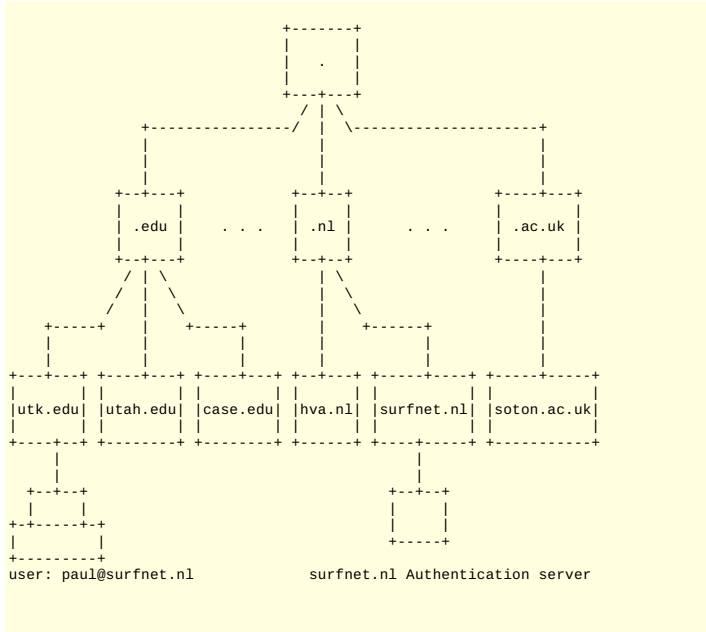 .
.edu . . . .nl . . . .ac.uk
utk.edu utah.edu case.edu hva.nl surfnet.nl soton.ac.uk
user: paul@surfnet.nl surfnet.nl Authentication server